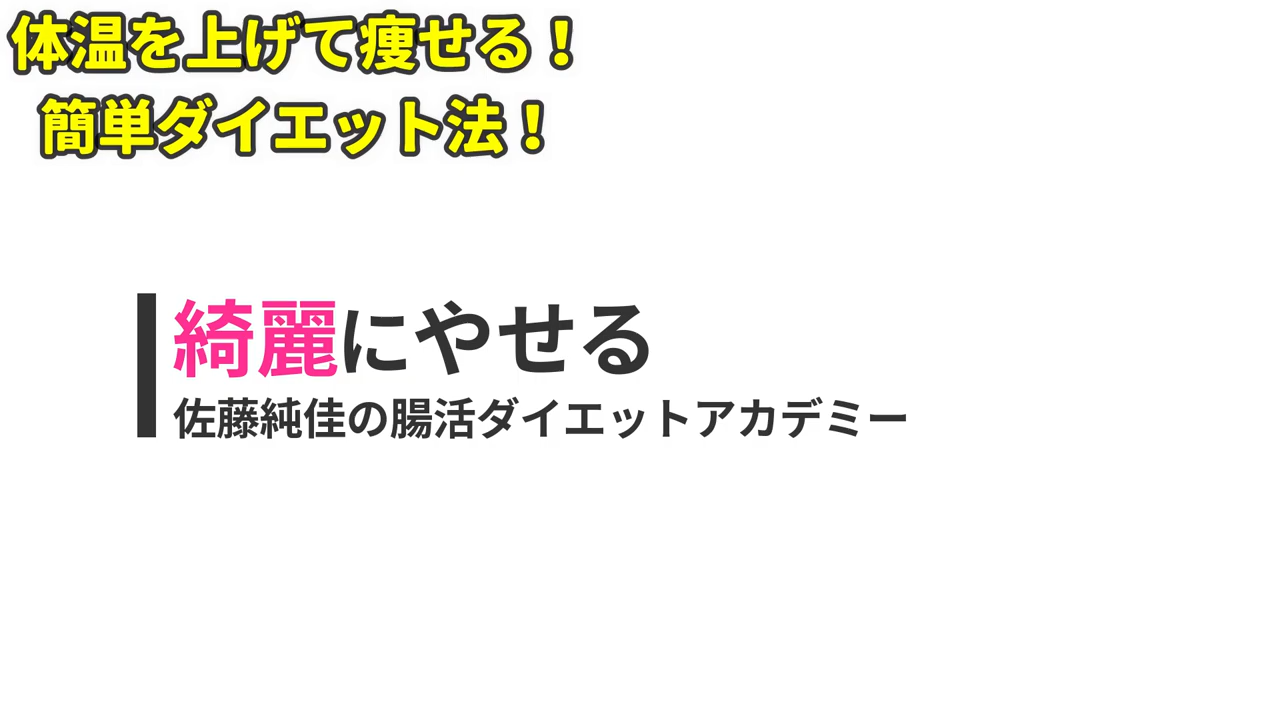 体温を上げて痩せる！
簡単ダイエット法！
綺麗にやせる
佐藤純佳の腸活ダイエットアカデミー